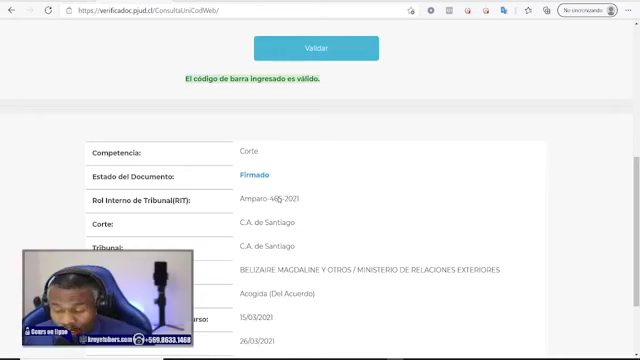 https://verificadoc.pjud.cl/ConsultaUniCodWeb/
No sincronizando
Validar
El código de barra ingresado es válido.
Competencia: Corte
Estado del Documento: Firmado
Rol Interno de Tribunal(RIT): Amparo-465-2021
Corte: C.A. de Santiago
Tribunal: C.A. de Santiago
BELIZAIRE MAGDALINE Y OTROS / MINISTERIO DE RELACIONES EXTERIORES
Acogida (Del Acuerdo)
urso: 15/03/2021
26/03/2021
Cours en ligne
kreyetubers.com +569.8633.1468